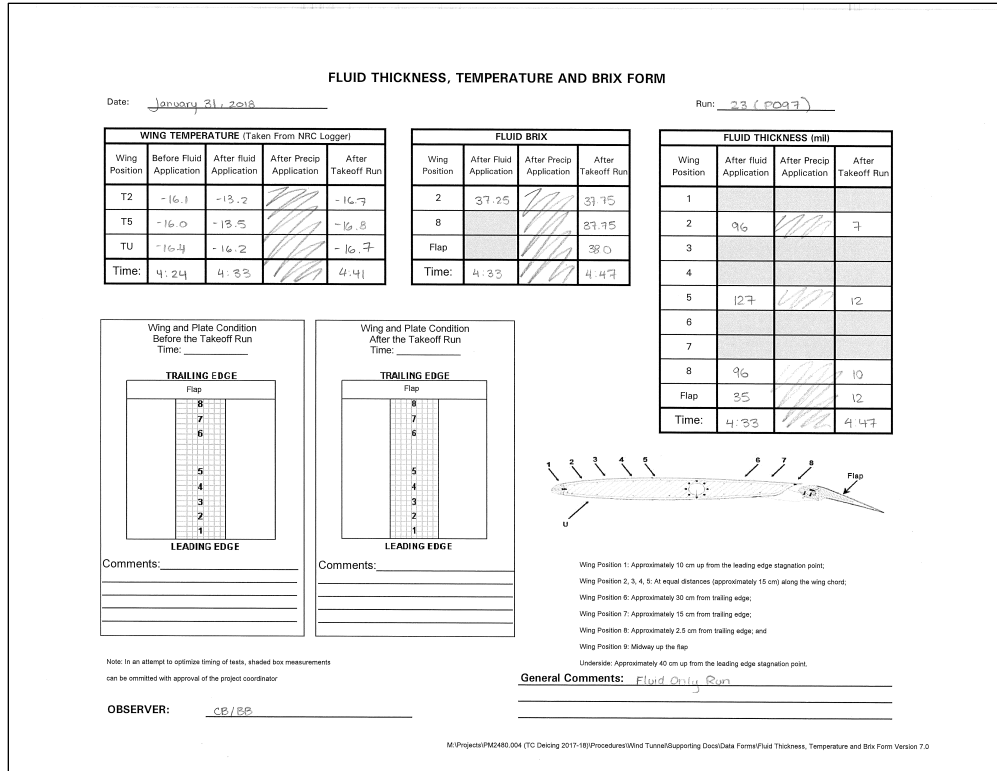 FLUID THICKNESS, TEMPERATURE AND BRIX FORM
Date: January 31, 2018 Run: 23 (P097)
WING TEMPERATURE (Taken From NRC Logger)
Wing Position Before Fluid Application After fluid Application After Precip Application After Takeoff Run
T2 -16.1 -13.2 -16.7
T5 -16.0 -13.5 -16.8
TU -16.4 -16.2 -16.7
Time: 4:24 4:33 4:41
FLUID BRIX
Wing Position After Fluid Application After Precip Application After Takeoff Run
2 37.25 37.75
8 37.75
Flap 38.0
Time: 4:33 4:47
FLUID THICKNESS (mil)
Wing Position After fluid Application After Precip Application After Takeoff Run
1
2 96 7
3
4
5 127 12
6
7
8 96 10
Flap 35 12
Time: 4:33 4:47
Wing and Plate Condition
Before the Takeoff Run
Time:
TRAILING EDGE
Flap
8
7
6
5
4
3
2
1
LEADING EDGE
Comments:
Wing and Plate Condition
After the Takeoff Run
Time:
TRAILING EDGE
Flap
8
7
6
5
4
3
2
1
LEADING EDGE
Comments:
1 2 3 4 5 6 7 8
Flap
U
Wing Position 1: Approximately 10 cm up from the leading edge stagnation point;
Wing Position 2, 3, 4, 5: At equal distances (approximately 15 cm) along the wing chord;
Wing Position 6: Approximately 30 cm from trailing edge;
Wing Position 7: Approximately 15 cm from trailing edge;
Wing Position 8: Approximately 2.5 cm from trailing edge; and
Wing Position 9: Midway up the flap
Underside: Approximately 40 cm up from the leading edge stagnation point.
Note: In an attempt to optimize timing of tests, shaded box measurements
can be ommitted with approval of the project coordinator
General Comments: Fluid Only Run
OBSERVER: CB/BB
M:\Projects\PM2480.004 (TC Deicing 2017-18)\Procedures\Wind Tunnel\Supporting Docs\Data Forms\Fluid Thickness, Temperature and Brix Form Version 7.0